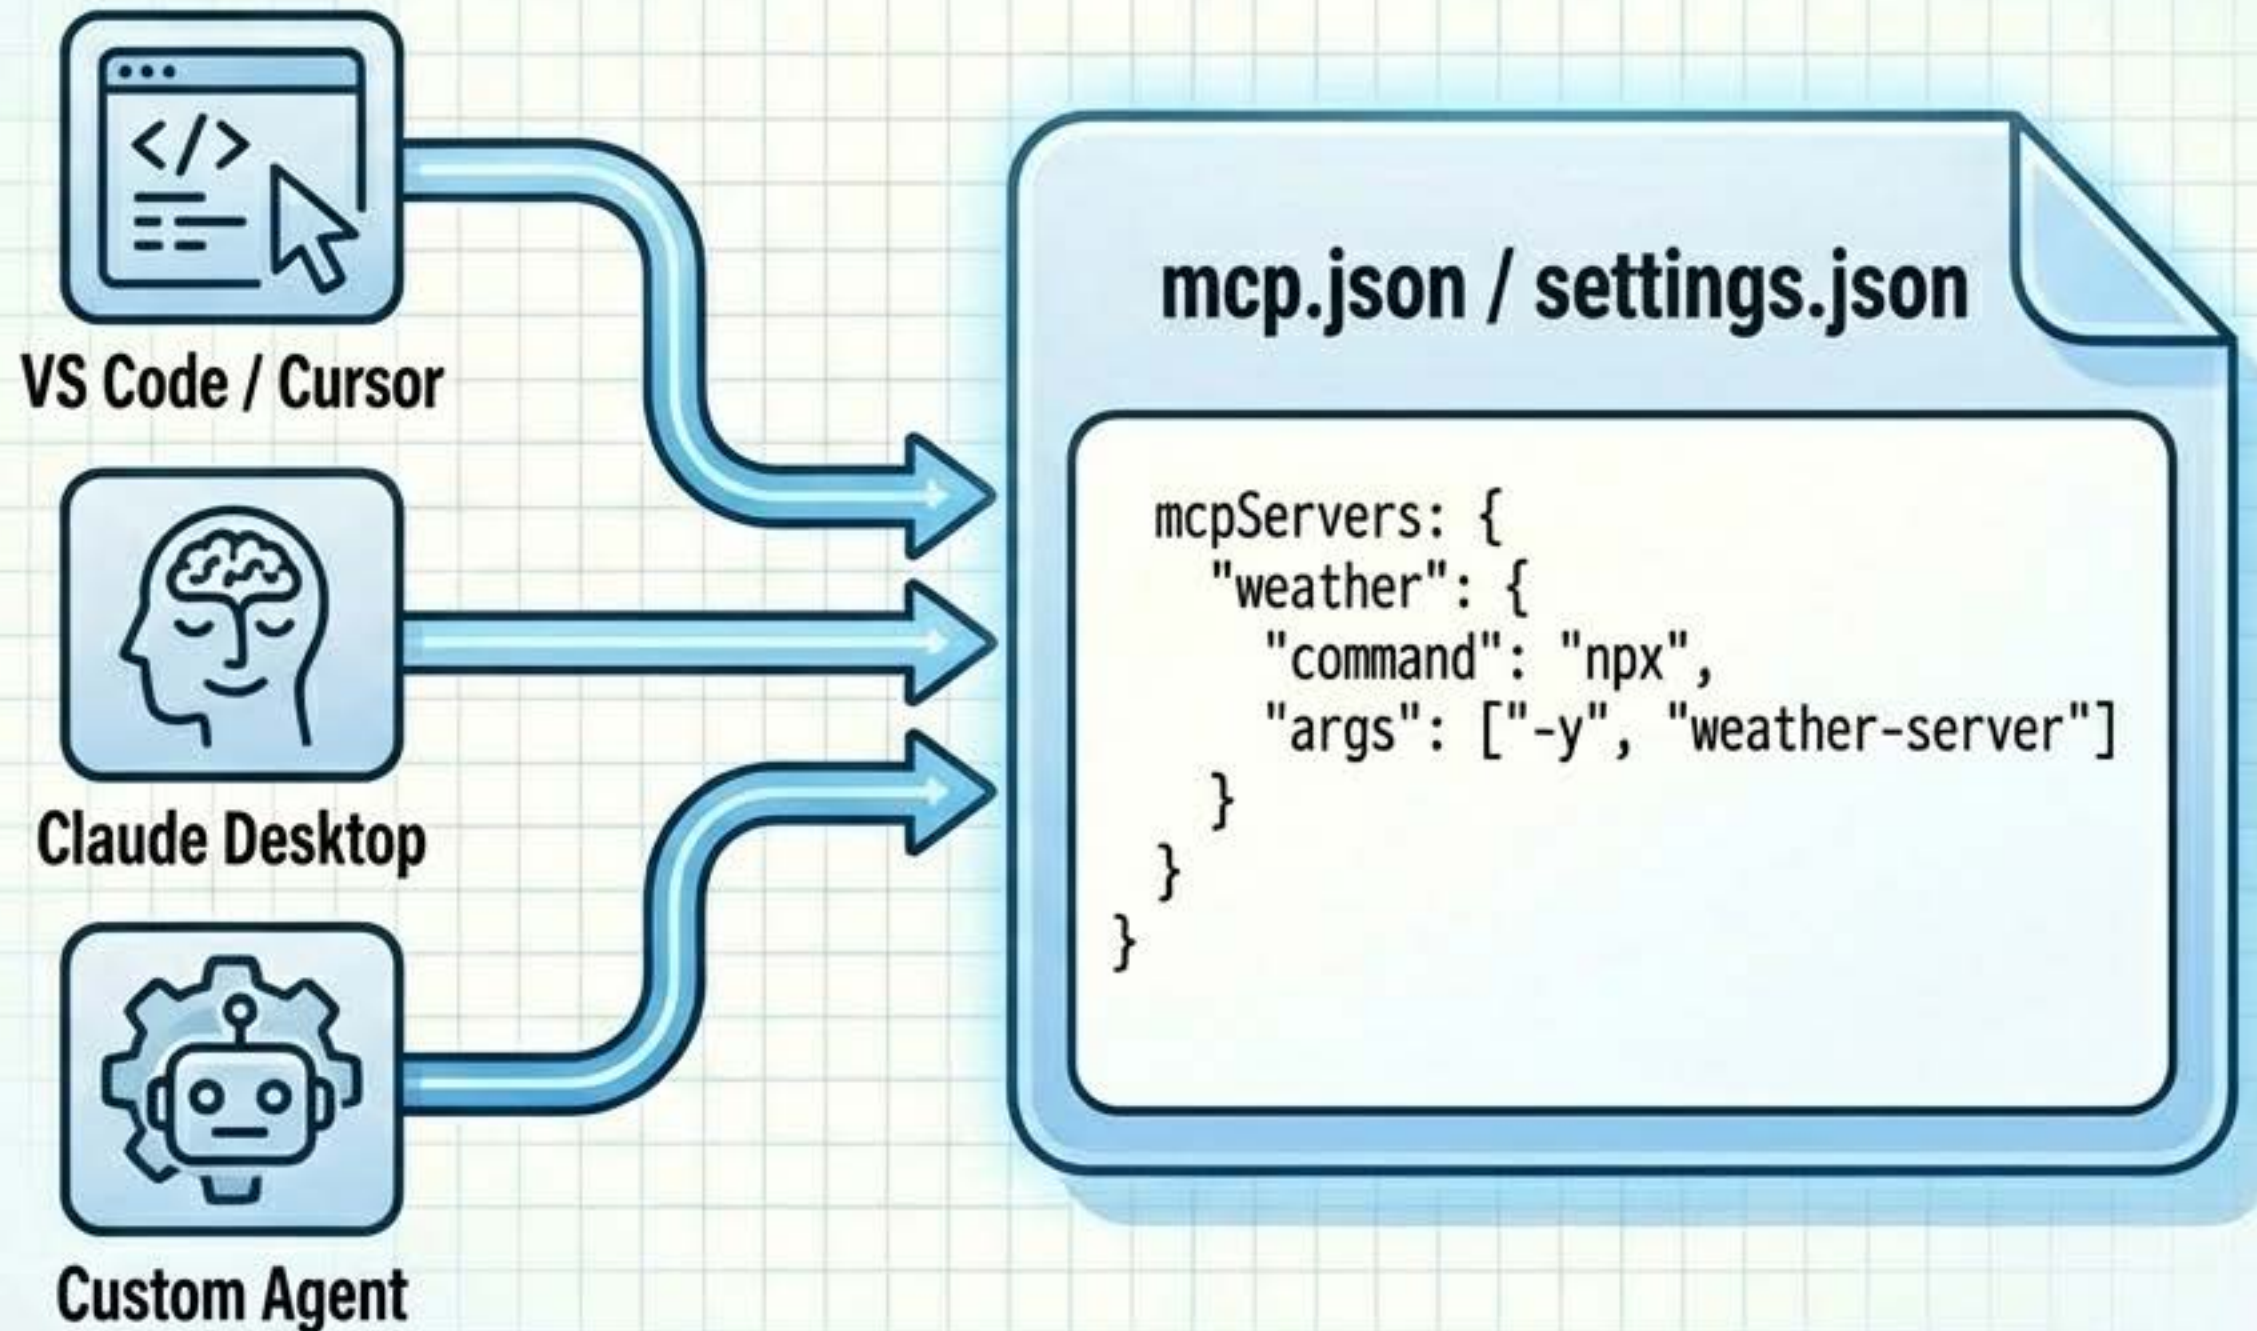 VS Code / Cursor
Claude Desktop
Custom Agent
mcp.json / settings.json
mcpServers: {
"weather": {
"command": "npx",
"args": ["-y", "weather-server"]
}
}
}